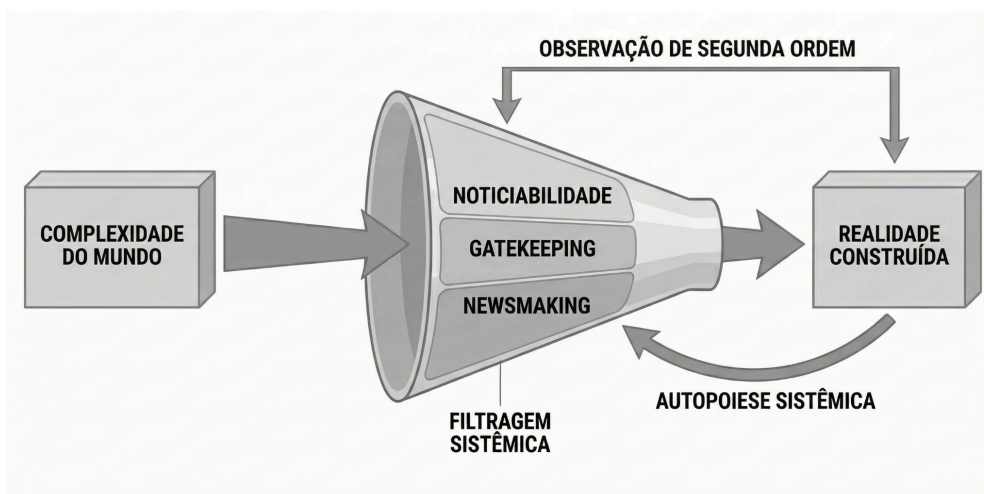 OBSERVAÇÃO DE SEGUNDA ORDEM
COMPLEXIDADE
DO MUNDO
NOTICIABILIDADE
GATEKEEPING
NEWSMAKING
REALIDADE
CONSTRUÍDA
AUTOPOIESE SISTÊMICA
FILTRAGEM
SISTÊMICA